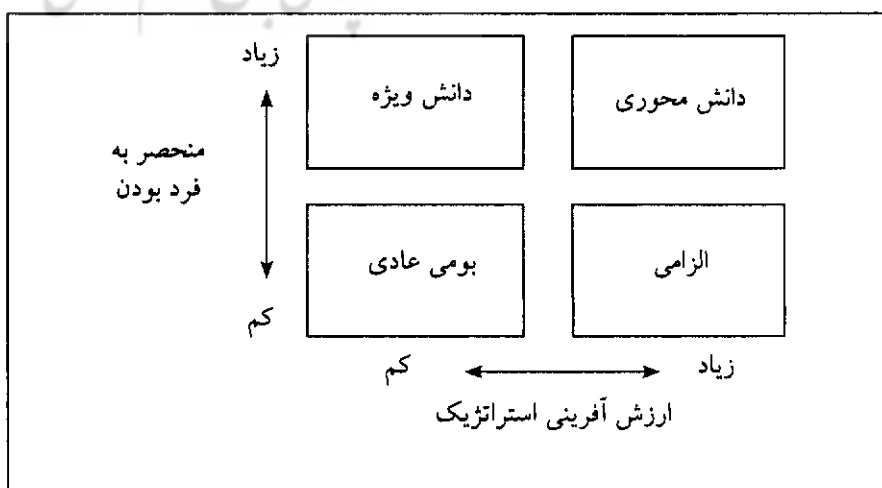 زیاد
دانش محوری
دانش ویژه
منحصر به
فرد بودن
الزامی
بومی عادی
کم
زیاد
کم
ارزش آفرینی استراتژیک